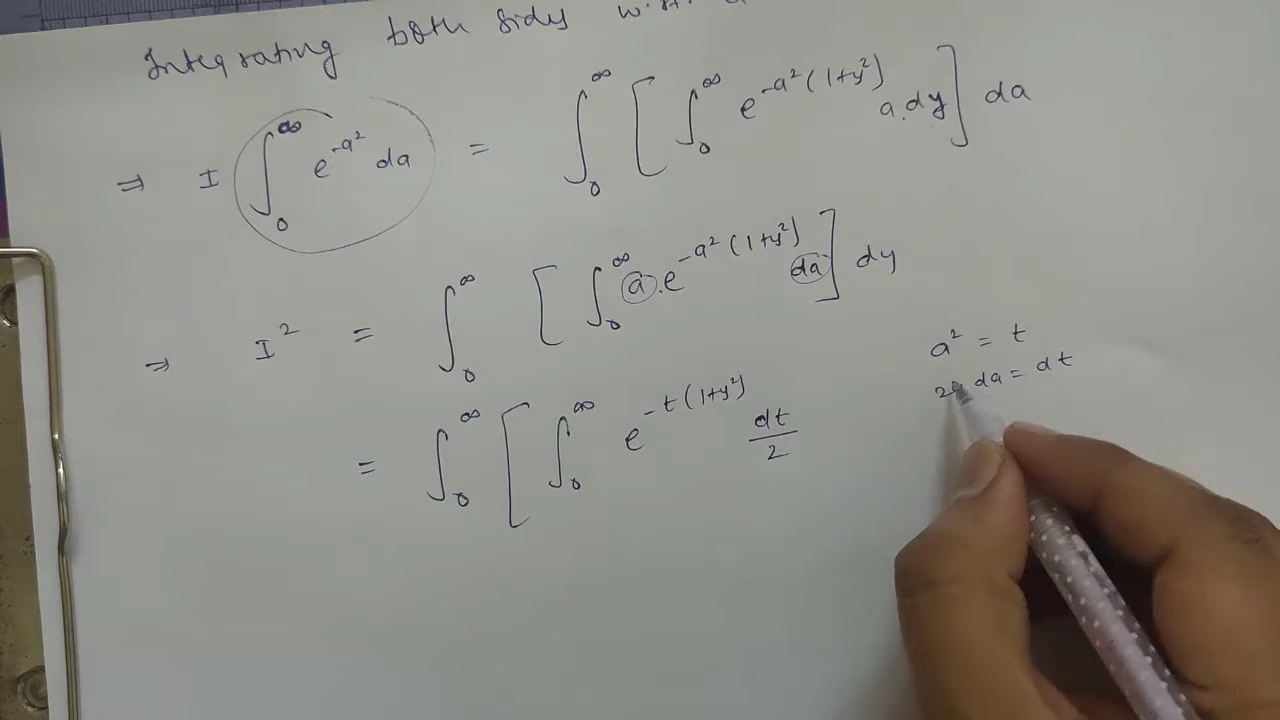 Integrating both sides w.r.t
⇒ I ∫₀^∞ e^{-a²} da = ∫₀^∞ [ ∫₀^∞ e^{-a²(1+y²)} a.dy ] da
⇒ I² = ∫₀^∞ [ ∫₀^∞ a.e^{-a²(1+y²)} da ] dy
a² = t
2a da = dt
= ∫₀^∞ [ ∫₀^∞ e^{-t(1+y²)} dt/2